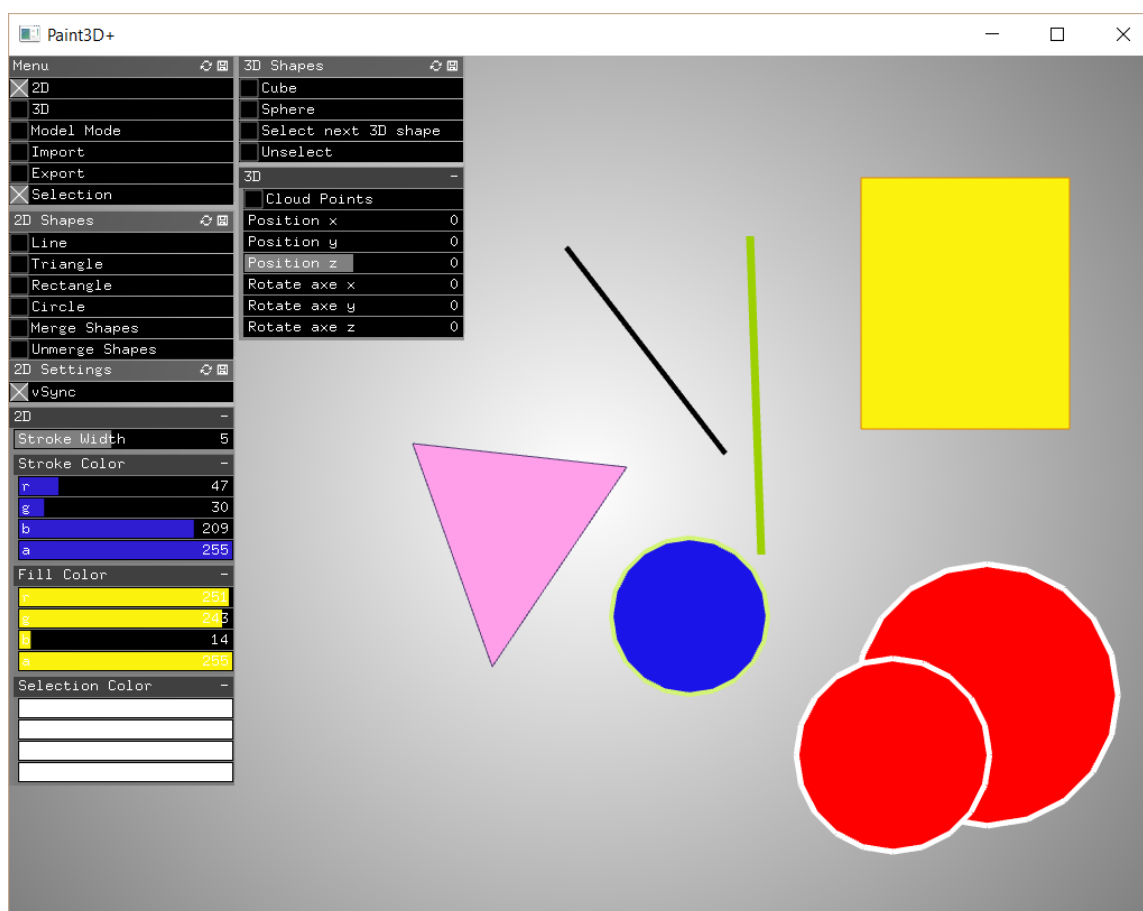 Paint3D+
Menu
2D
3D
Model Mode
Import
Export
Selection
2D Shapes
Line
Triangle
Rectangle
Circle
Merge Shapes
Unmerge Shapes
2D Settings
vSync
2D
Stroke Width 5
Stroke Color
r 47
g 30
b 209
a 255
Fill Color
r 251
g 243
b 14
a 255
Selection Color
3D Shapes
Cube
Sphere
Select next 3D shape
Unselect
3D
Cloud Points
Position x 0
Position y 0
Position z 0
Rotate axe x 0
Rotate axe y 0
Rotate axe z 0